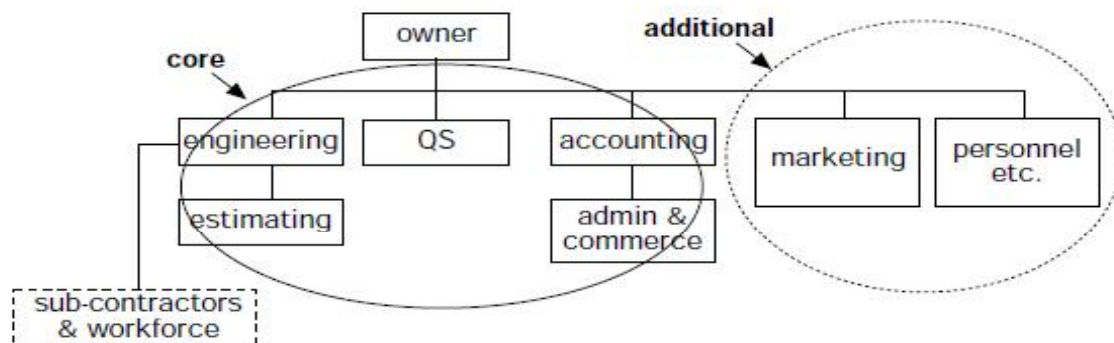 owner
additional
core
engineering
QS
accounting
marketing
personnel
etc.
estimating
admin &
commerce
sub-contractors
& workforce